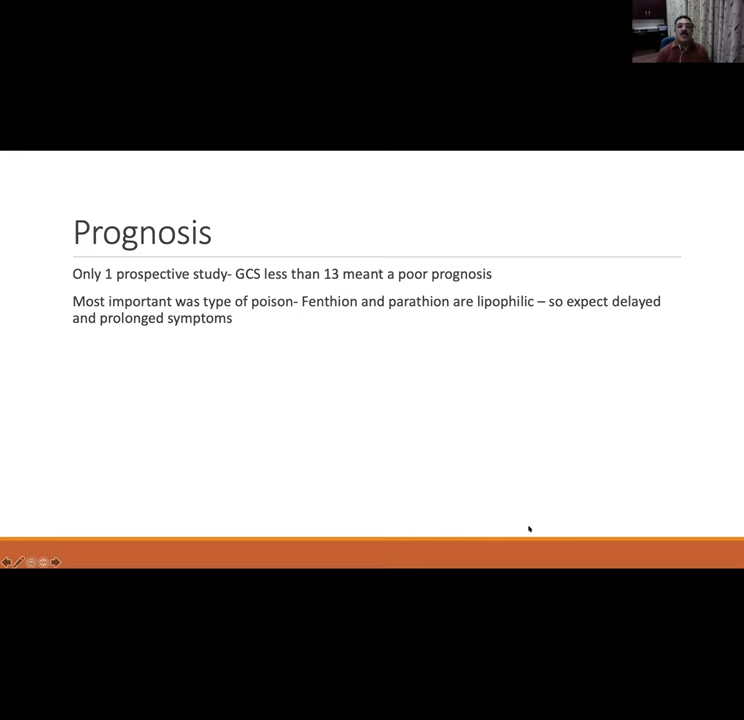 Prognosis
Only 1 prospective study- GCS less than 13 meant a poor prognosis
Most important was type of poison- Fenthion and parathion are lipophilic – so expect delayed
and prolonged symptoms